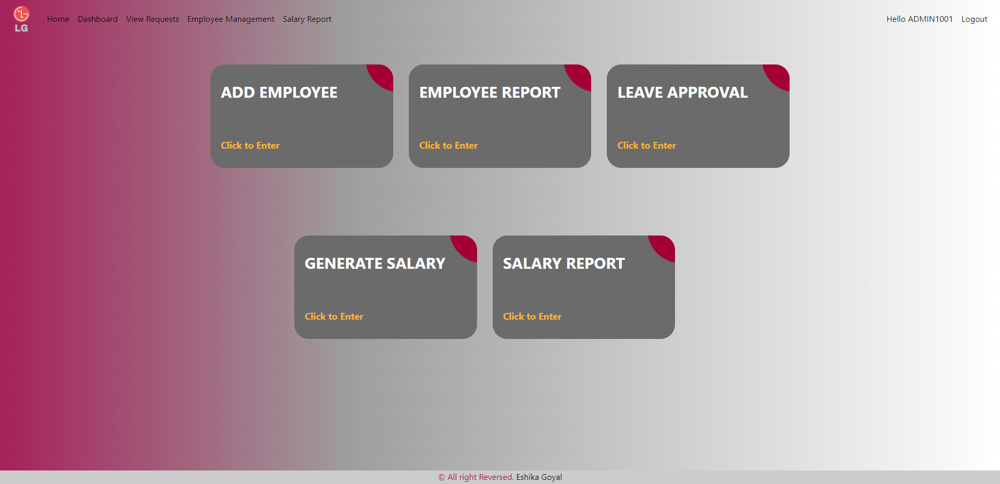 LG
Home Dashboard View Requests Employee Management Salary Report Hello ADMIN1001 Logout
ADD EMPLOYEE
Click to Enter
EMPLOYEE REPORT
Click to Enter
LEAVE APPROVAL
Click to Enter
GENERATE SALARY
Click to Enter
SALARY REPORT
Click to Enter
© All right Reversed. Eshika Goyal